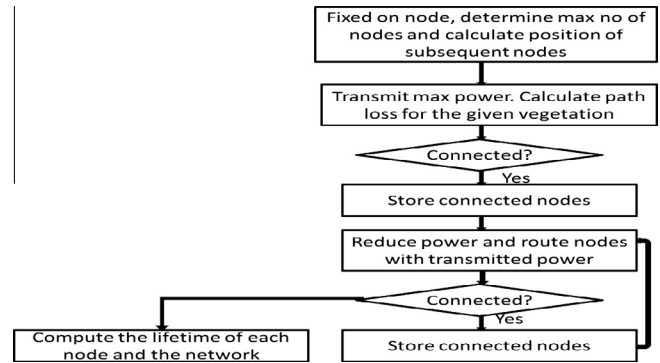 Fixed on node, determine max no of
nodes and calculate position of
subsequent nodes
Transmit max power. Calculate path
loss for the given vegetation
Connected?
Yes
Store connected nodes
Reduce power and route nodes
with transmitted power
Connected?
Yes
Compute the lifetime of each
node and the network
Store connected nodes